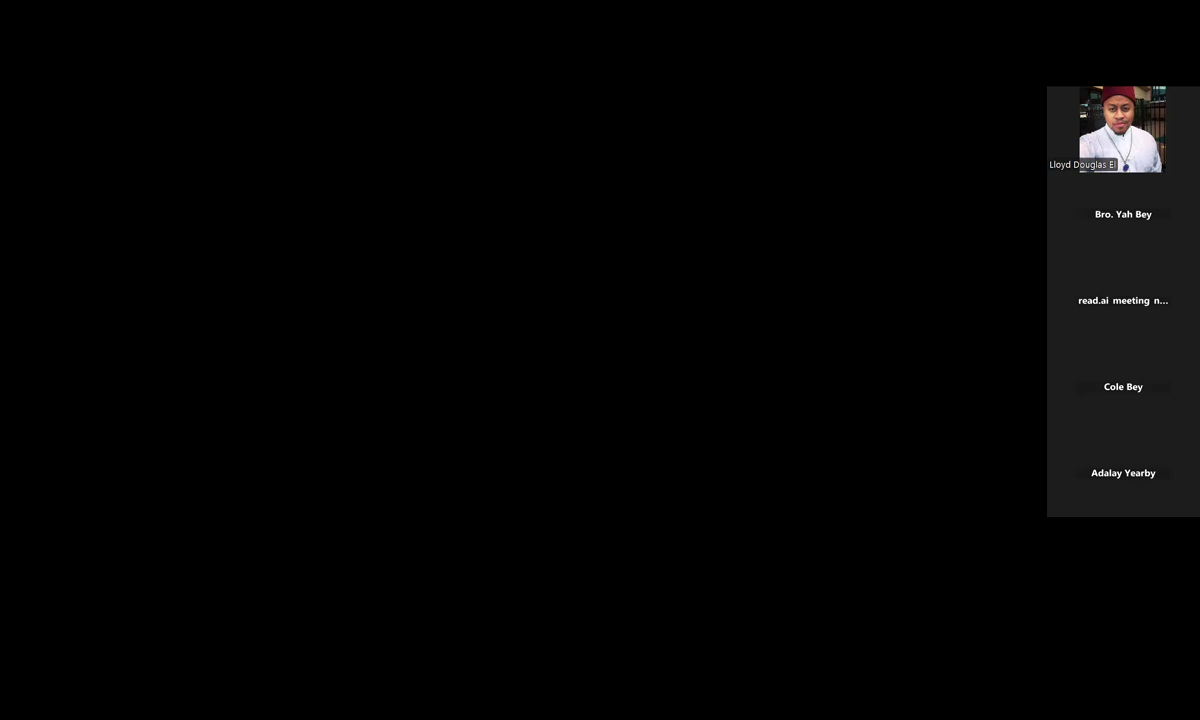 Lloyd Douglas El
Bro. Yah Bey
read.ai meeting n...
Cole Bey
Adalay Yearby